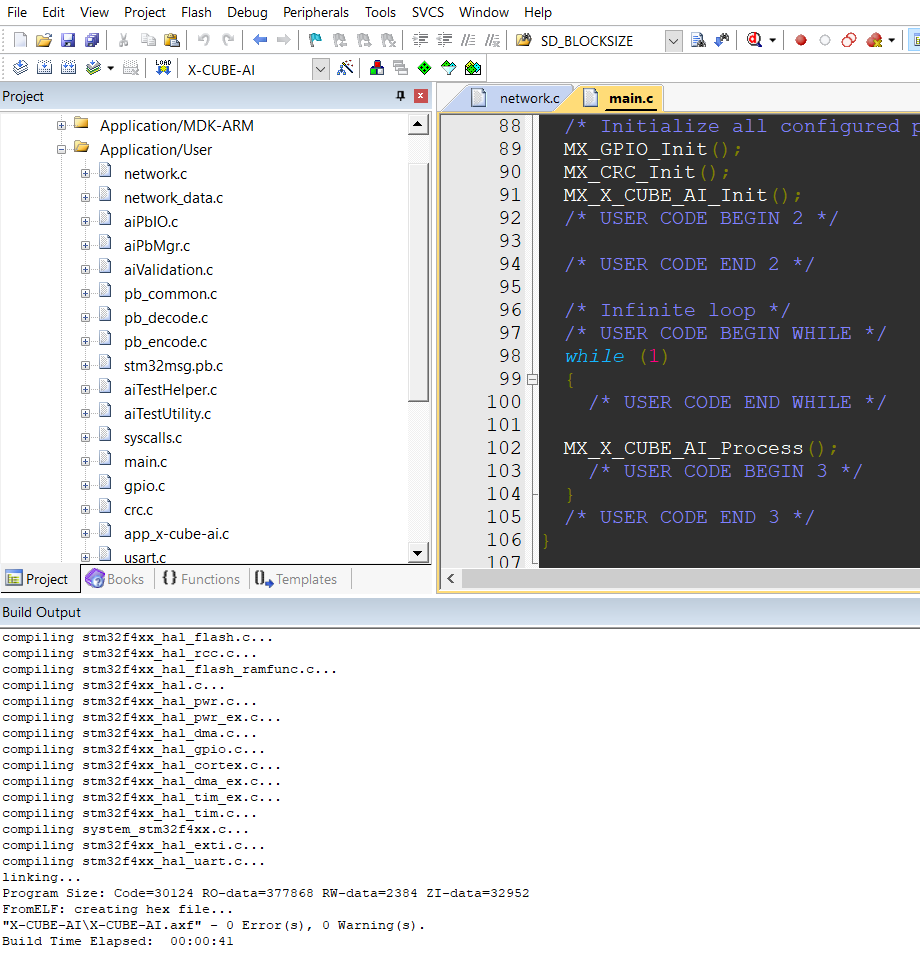 File Edit View Project Flash Debug Peripherals Tools SVCS Window Help
SD_BLOCKSIZE
LOAD X-CUBE-AI
Project
network.c main.c
Application/MDK-ARM
Application/User
network.c
network_data.c
aiPbIO.c
aiPbMgr.c
aiValidation.c
pb_common.c
pb_decode.c
pb_encode.c
stm32msg.pb.c
aiTestHelper.c
aiTestUtility.c
syscalls.c
main.c
gpio.c
crc.c
app_x-cube-ai.c
usart.c
88 /* Initialize all configured p
89 MX_GPIO_Init();
90 MX_CRC_Init();
91 MX_X_CUBE_AI_Init();
92 /* USER CODE BEGIN 2 */
93
94 /* USER CODE END 2 */
95
96 /* Infinite loop */
97 /* USER CODE BEGIN WHILE */
98 while (1)
99 {
100 /* USER CODE END WHILE */
101
102 MX_X_CUBE_AI_Process();
103 /* USER CODE BEGIN 3 */
104 }
105 /* USER CODE END 3 */
106 }
107
Project Books {} Functions Templates
Build Output
compiling stm32f4xx_hal_flash.c...
compiling stm32f4xx_hal_rcc.c...
compiling stm32f4xx_hal_flash_ramfunc.c...
compiling stm32f4xx_hal.c...
compiling stm32f4xx_hal_pwr.c...
compiling stm32f4xx_hal_pwr_ex.c...
compiling stm32f4xx_hal_dma.c...
compiling stm32f4xx_hal_gpio.c...
compiling stm32f4xx_hal_cortex.c...
compiling stm32f4xx_hal_dma_ex.c...
compiling stm32f4xx_hal_tim_ex.c...
compiling stm32f4xx_hal_tim.c...
compiling system_stm32f4xx.c...
compiling stm32f4xx_hal_exti.c...
compiling stm32f4xx_hal_uart.c...
linking...
Program Size: Code=30124 RO-data=377868 RW-data=2384 ZI-data=32952
FromELF: creating hex file...
"X-CUBE-AI\X-CUBE-AI.axf" - 0 Error(s), 0 Warning(s).
Build Time Elapsed:  00:00:41